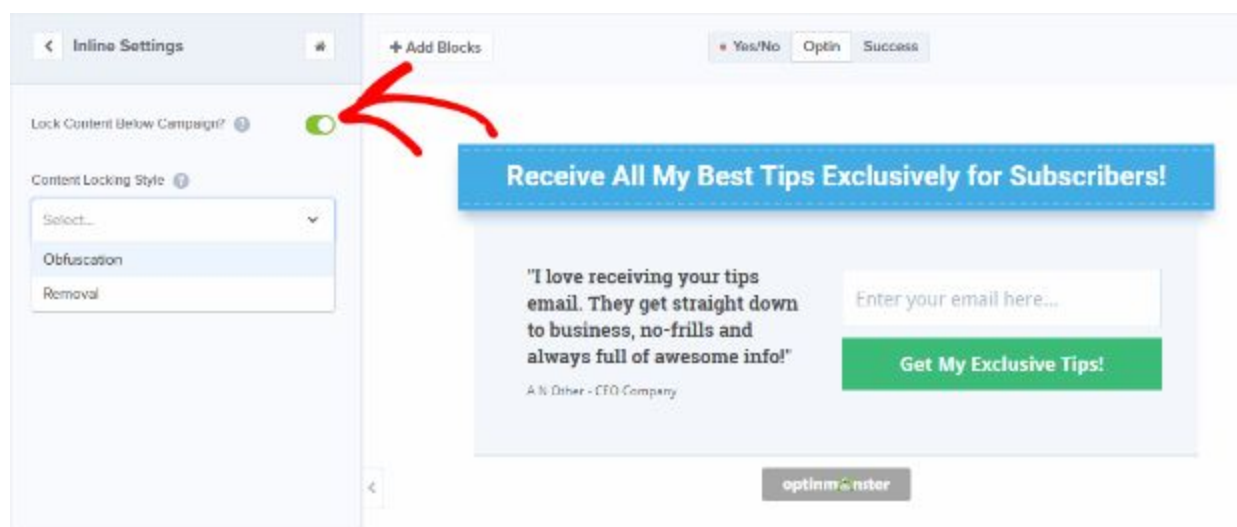 Inline Settings
+ Add Blocks
Yes/No Optin Success
Lock Content Below Campaign?
Content Locking Style
Select...
Obfuscation
Removal
Receive All My Best Tips Exclusively for Subscribers!
"I love receiving your tips
email. They get straight down
to business, no-frills and
always full of awesome info!"
A N Other - CEO Company
Enter your email here...
Get My Exclusive Tips!
optinmonster